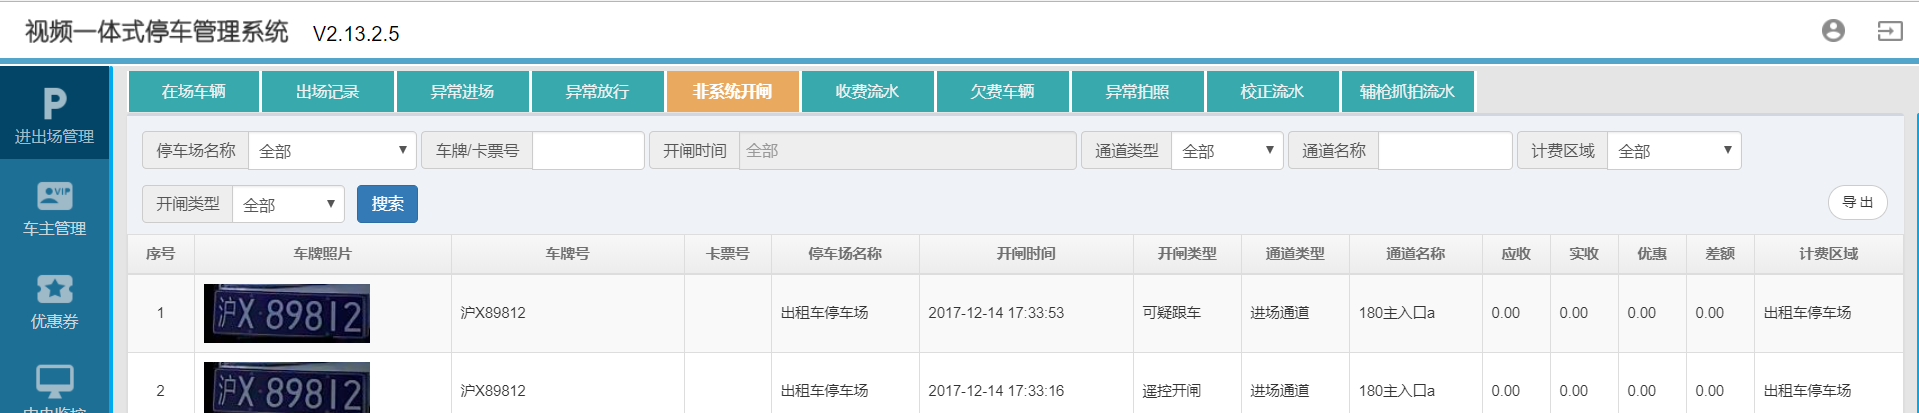 视频一体式停车管理系统 V2.13.2.5
P
进出场管理
VIP
车主管理
优惠券
在场车辆 出场记录 异常进场 异常放行 非系统开闸 收费流水 欠费车辆 异常拍照 校正流水 辅枪抓拍流水
停车场名称 全部 车牌/卡票号 开闸时间 全部 通道类型 全部 通道名称 计费区域 全部
开闸类型 全部 搜索 导出
序号 车牌照片 车牌号 卡票号 停车场名称 开闸时间 开闸类型 通道类型 通道名称 应收 实收 优惠 差额 计费区域
1 沪X·89812 沪X89812 出租车停车场 2017-12-14 17:33:53 可疑跟车 进场通道 180主入口a 0.00 0.00 0.00 0.00 出租车停车场
2 沪X·89812 沪X89812 出租车停车场 2017-12-14 17:33:16 遥控开闸 进场通道 180主入口a 0.00 0.00 0.00 0.00 出租车停车场